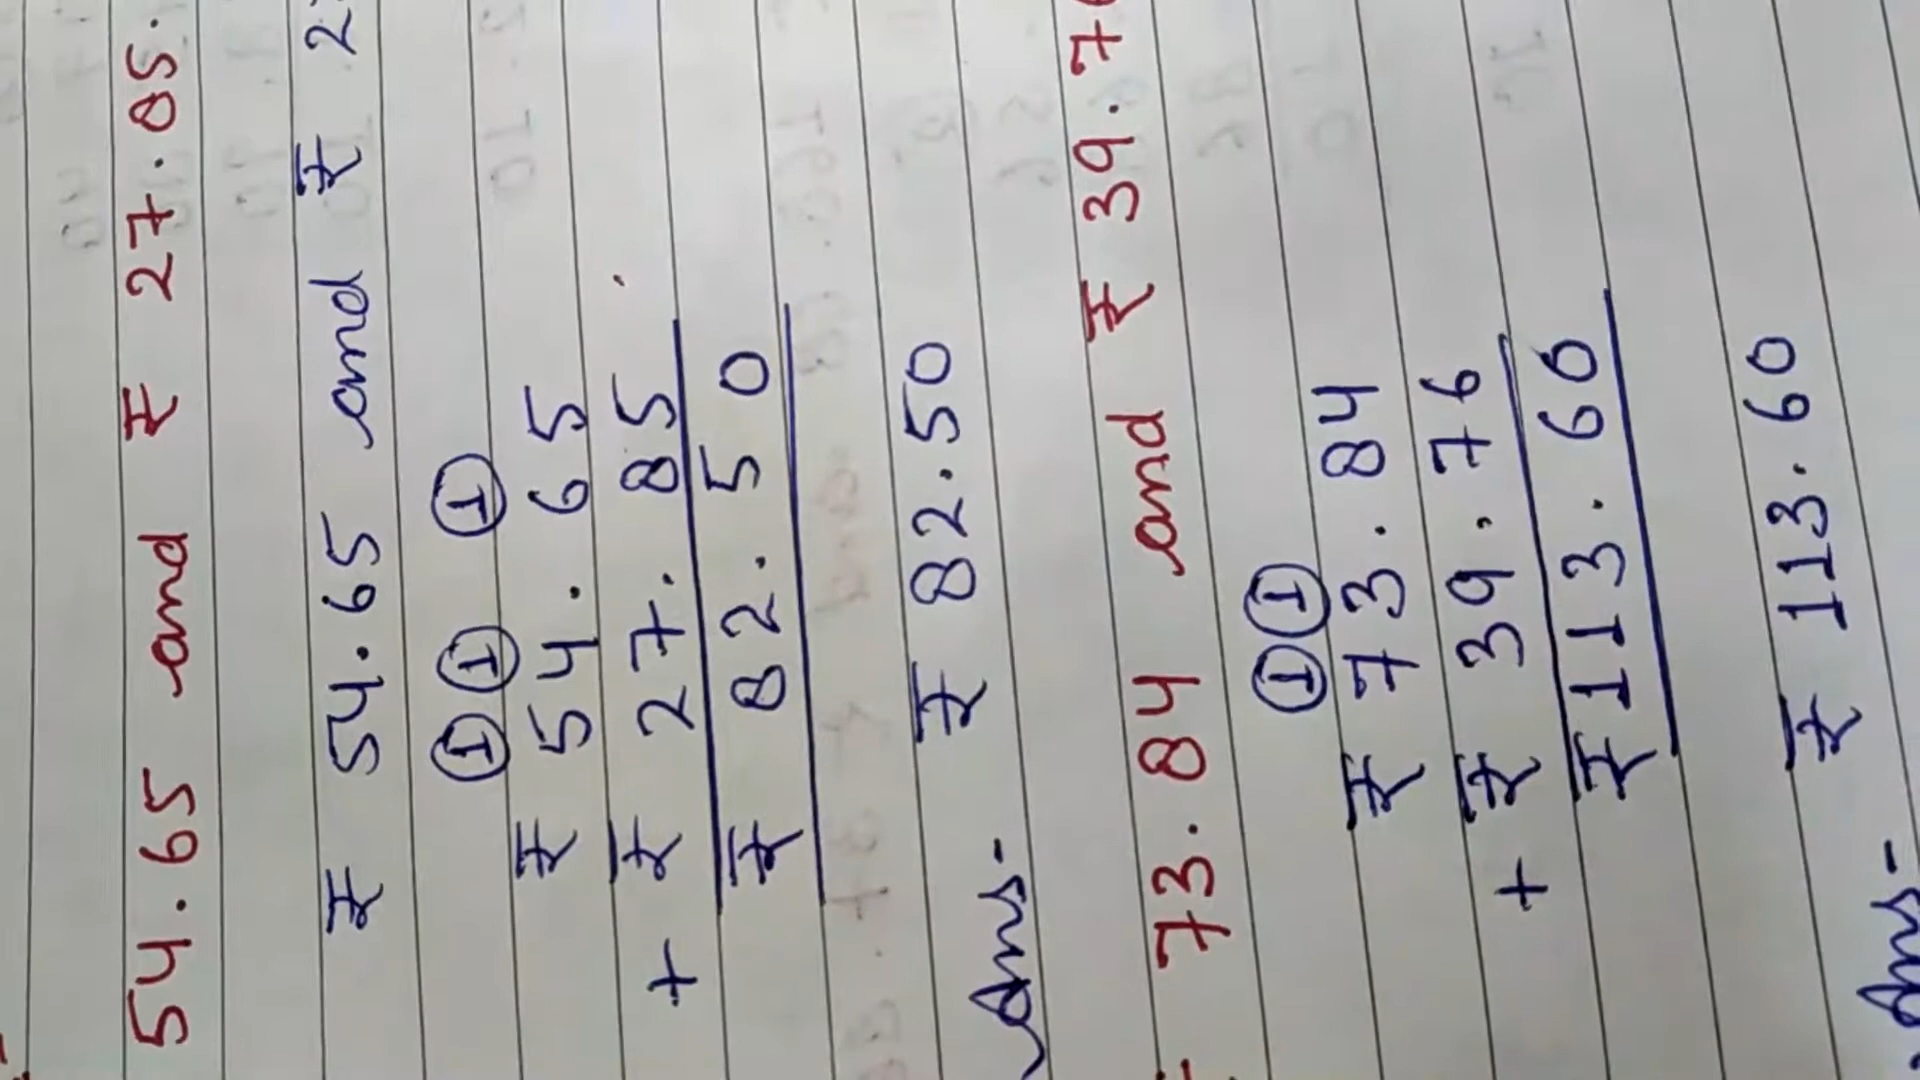 54.65 and ₹ 27.85.
₹ 54.65 and ₹ 2
① ① ①
₹ 54.65
+ ₹ 27.85
₹ 82.50
Ans- ₹ 82.50
73.84 and ₹ 39.76
① ①
₹ 73.84
+ ₹ 39.76
₹ 113.60
Ans- ₹ 113.60